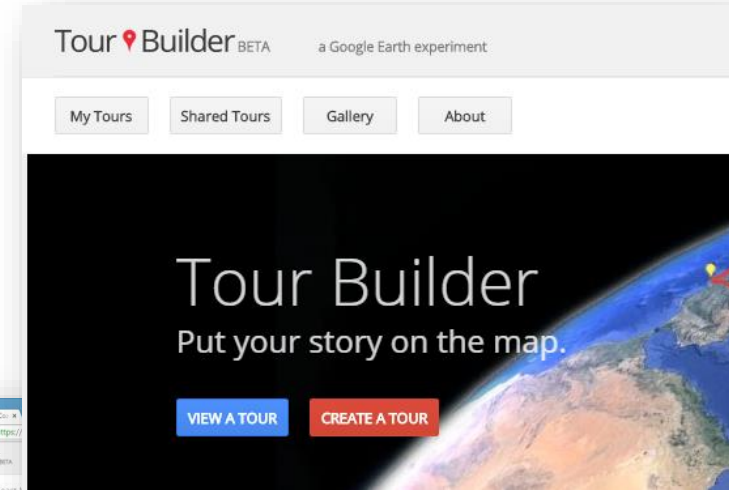 Tour Builder BETA a Google Earth experiment
My Tours Shared Tours Gallery About
Tour Builder
Put your story on the map.
VIEW A TOUR CREATE A TOUR